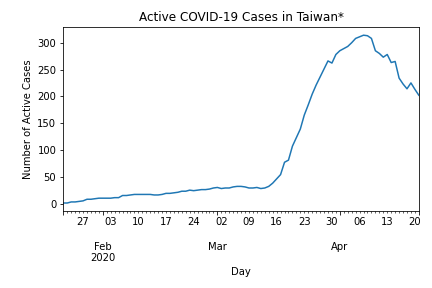 Active COVID-19 Cases in Taiwan*
Number of Active Cases
300
250
200
150
100
50
0
27 03 10 17 24 02 09 16 23 30 06 13 20
Feb Mar Apr
2020
Day